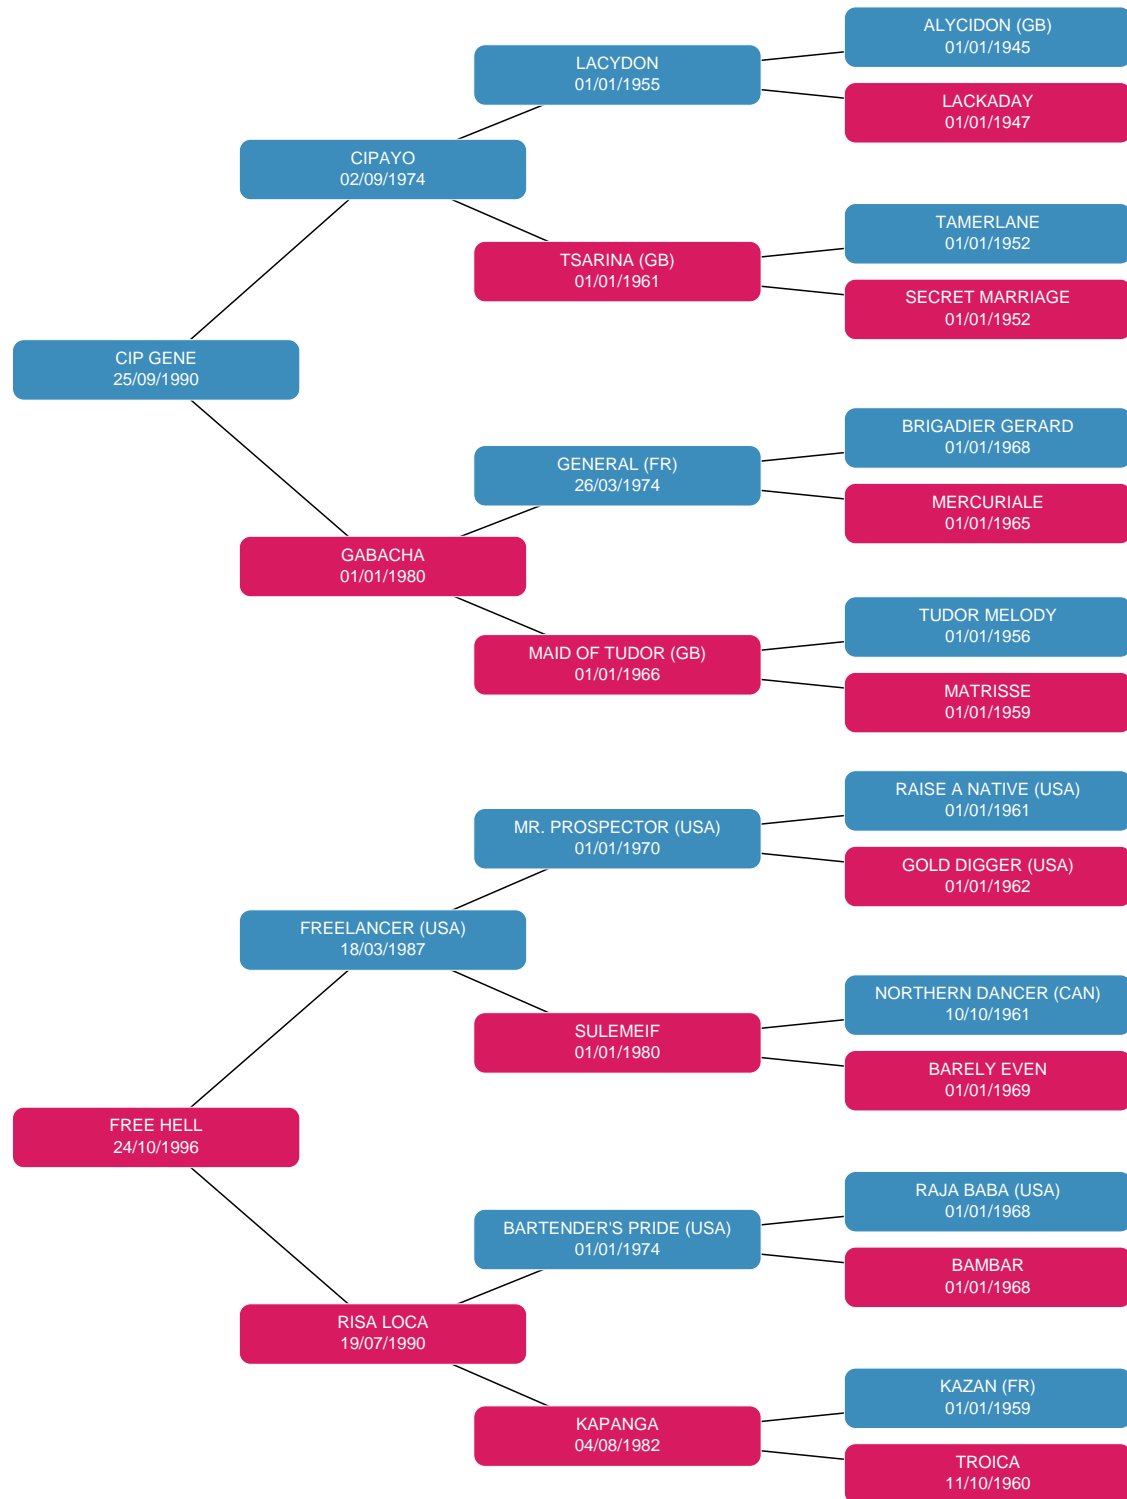 ALYCIDON (GB)
01/01/1945
LACYDON
01/01/1955
LACKADAY
01/01/1947
CIPAYO
02/09/1974
TAMERLANE
01/01/1952
TSARINA (GB)
01/01/1961
SECRET MARRIAGE
01/01/1952
CIP GENE
25/09/1990
BRIGADIER GERARD
01/01/1968
GENERAL (FR)
26/03/1974
MERCURIALE
01/01/1965
GABACHA
01/01/1980
TUDOR MELODY
01/01/1956
MAID OF TUDOR (GB)
01/01/1966
MATRISSE
01/01/1959
RAISE A NATIVE (USA)
01/01/1961
MR. PROSPECTOR (USA)
01/01/1970
GOLD DIGGER (USA)
01/01/1962
FREELANCER (USA)
18/03/1987
NORTHERN DANCER (CAN)
10/10/1961
SULEMEIF
01/01/1980
BARELY EVEN
01/01/1969
FREE HELL
24/10/1996
RAJA BABA (USA)
01/01/1968
BARTENDER'S PRIDE (USA)
01/01/1974
BAMBAR
01/01/1968
RISA LOCA
19/07/1990
KAZAN (FR)
01/01/1959
KAPANGA
04/08/1982
TROICA
11/10/1960